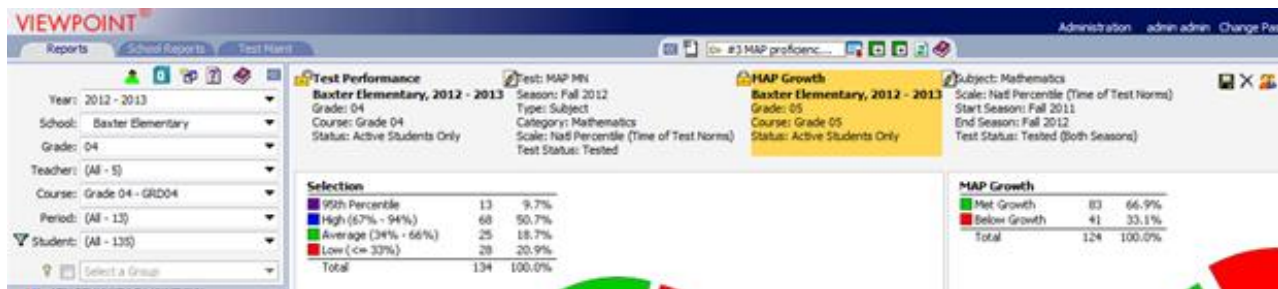 VIEWPOINT
Administration admin admin Change Pas
Reports School Reports Test Maint
#3 MAP proficienc...
Year: 2012 - 2013
School: Baxter Elementary
Grade: 04
Teacher: (All - 5)
Course: Grade 04 - GRD04
Period: (All - 13)
Student: (All - 135)
Select a Group
Test Performance
Baxter Elementary, 2012 - 2013
Grade: 04
Course: Grade 04
Status: Active Students Only
Test: MAP MN
Season: Fall 2012
Type: Subject
Category: Mathematics
Scale: Natl Percentile (Time of Test Norms)
Test Status: Tested
MAP Growth
Baxter Elementary, 2012 - 2013
Grade: 05
Course: Grade 05
Status: Active Students Only
Subject: Mathematics
Scale: Natl Percentile (Time of Test Norms)
Start Season: Fall 2011
End Season: Fall 2012
Test Status: Tested (Both Seasons)
Selection
95th Percentile 13 9.7%
High (67% - 94%) 68 50.7%
Average (34% - 66%) 25 18.7%
Low (<= 33%) 28 20.9%
Total 134 100.0%
MAP Growth
Met Growth 83 66.9%
Below Growth 41 33.1%
Total 124 100.0%